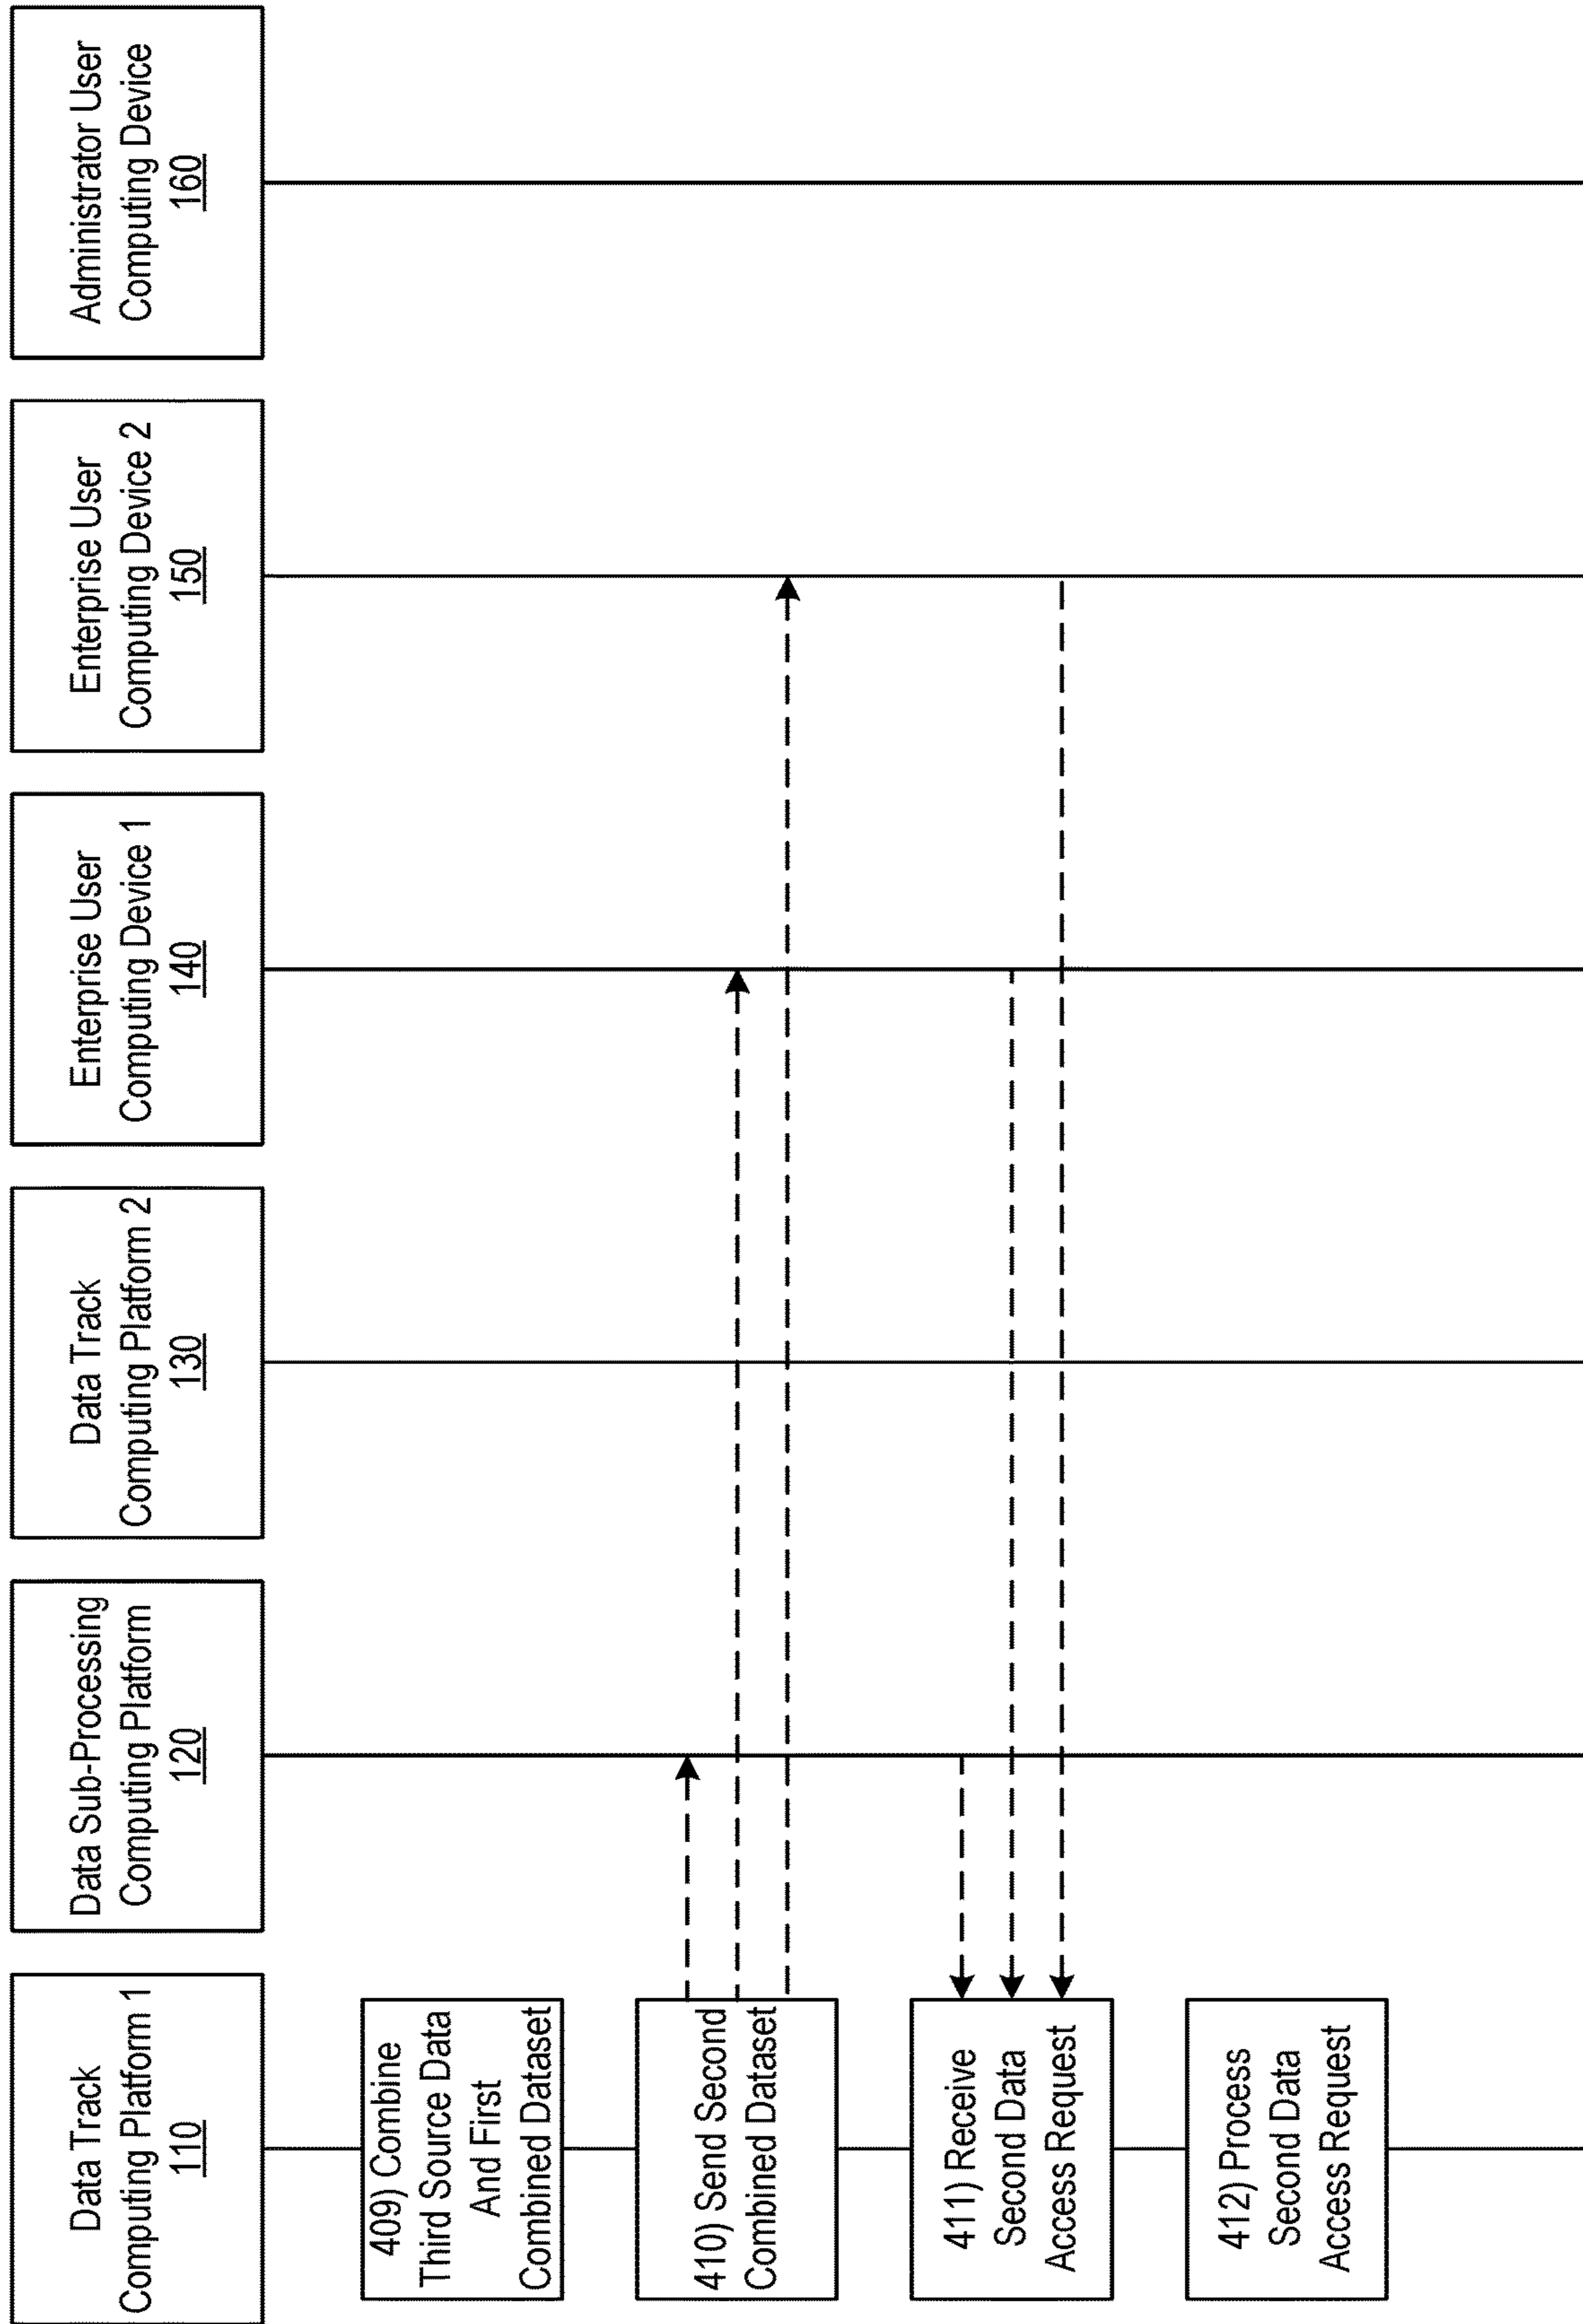 Data Track
Computing Platform 1
110
Data Sub-Processing
Computing Platform
120
Data Track
Computing Platform 2
130
Enterprise User
Computing Device 1
140
Enterprise User
Computing Device 2
150
Administrator User
Computing Device
160
409) Combine
Third Source Data
And First
Combined Dataset
410) Send Second
Combined Dataset
411) Receive
Second Data
Access Request
412) Process
Second Data
Access Request